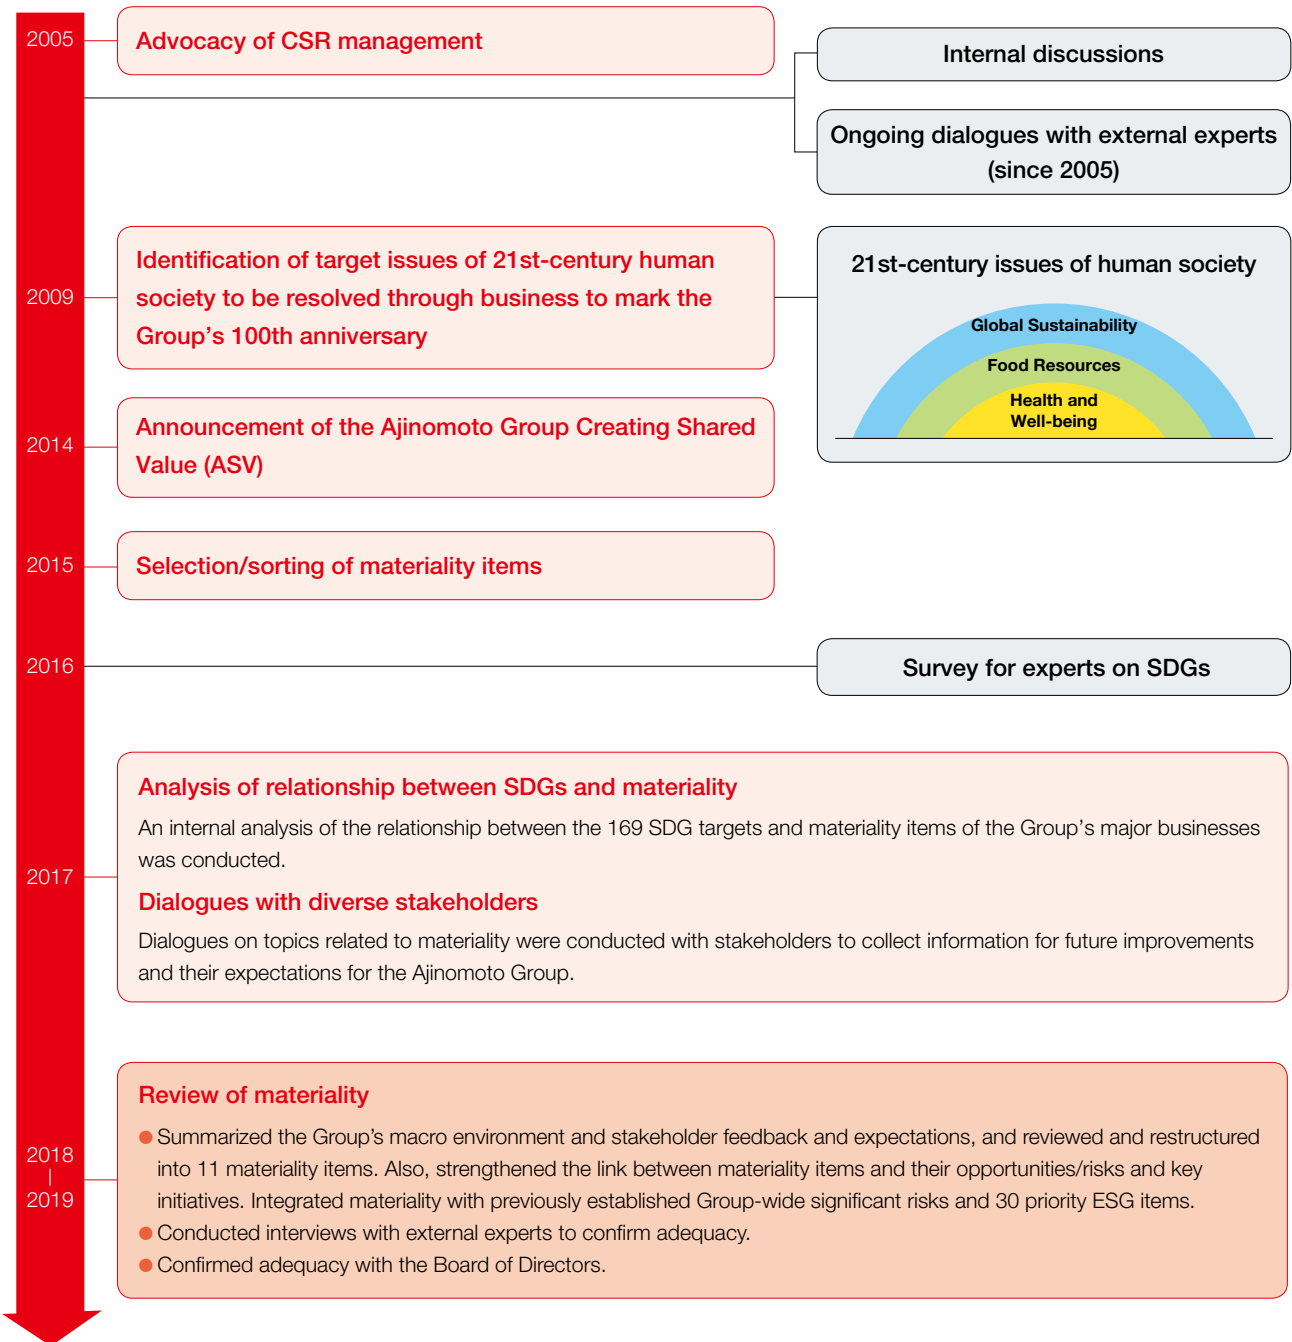 2005
Advocacy of CSR management
Internal discussions
Ongoing dialogues with external experts
(since 2005)
2009
Identification of target issues of 21st-century human
society to be resolved through business to mark the
Group's 100th anniversary
21st-century issues of human society
Global Sustainability
Food Resources
Health and
Well-being
2014
Announcement of the Ajinomoto Group Creating Shared
Value (ASV)
2015
Selection/sorting of materiality items
2016
Survey for experts on SDGs
2017
Analysis of relationship between SDGs and materiality
An internal analysis of the relationship between the 169 SDG targets and materiality items of the Group's major businesses
was conducted.
Dialogues with diverse stakeholders
Dialogues on topics related to materiality were conducted with stakeholders to collect information for future improvements
and their expectations for the Ajinomoto Group.
2018
|
2019
Review of materiality
● Summarized the Group's macro environment and stakeholder feedback and expectations, and reviewed and restructured
into 11 materiality items. Also, strengthened the link between materiality items and their opportunities/risks and key
initiatives. Integrated materiality with previously established Group-wide significant risks and 30 priority ESG items.
● Conducted interviews with external experts to confirm adequacy.
● Confirmed adequacy with the Board of Directors.